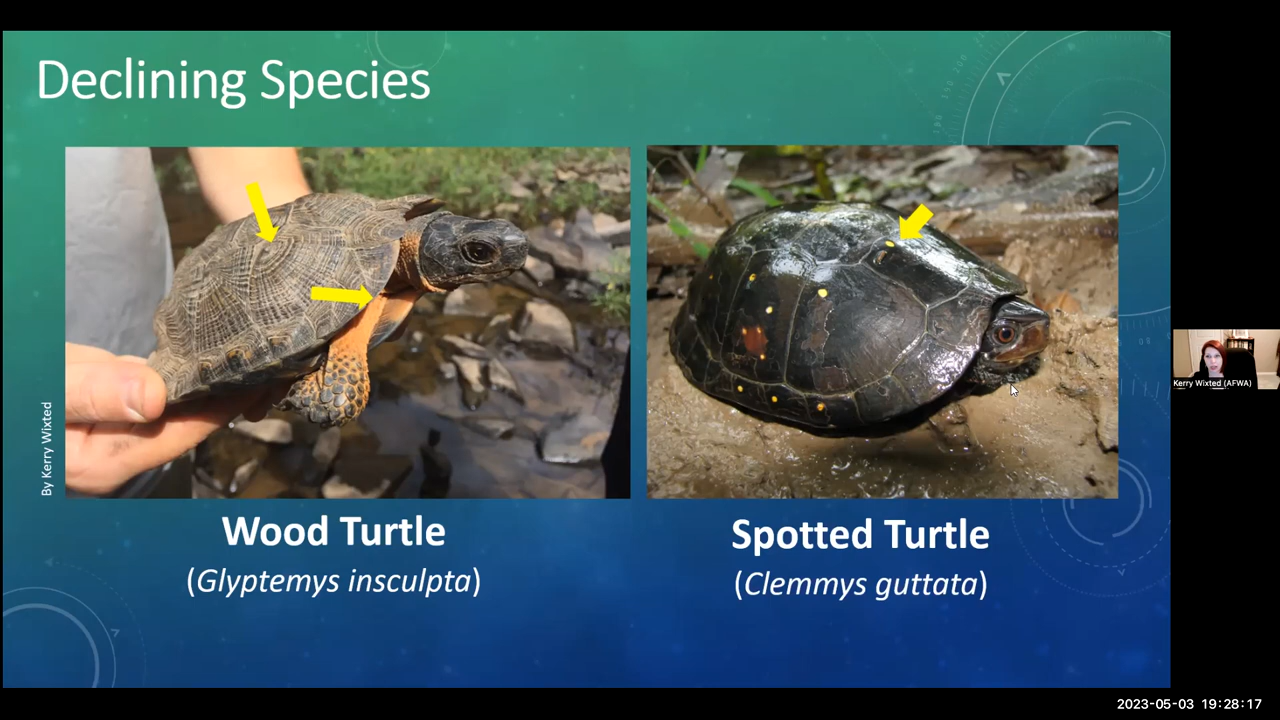 Declining Species
By Kerry Wixted
Wood Turtle
(Glyptemys insculpta)
Spotted Turtle
(Clemmys guttata)
Kerry Wixted (AFWA)
2023-05-03 19:28:17